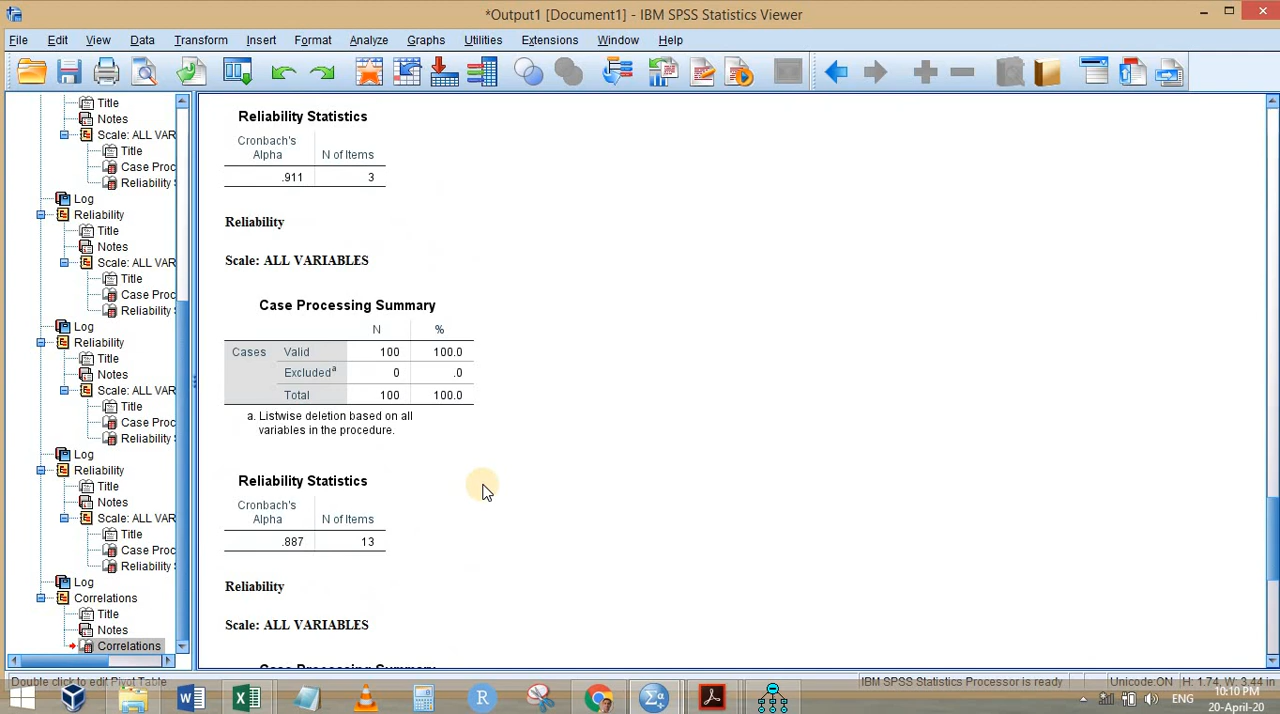 *Output1 [Document1] - IBM SPSS Statistics Viewer
File Edit View Data Transform Insert Format Analyze Graphs Utilities Extensions Window Help
Title
Notes
Scale: ALL VAR
Title
Case Proc
Reliability
Log
Reliability
Title
Notes
Scale: ALL VAR
Title
Case Proc
Reliability
Log
Reliability
Title
Notes
Scale: ALL VAR
Title
Case Proc
Reliability
Log
Reliability
Title
Notes
Scale: ALL VAR
Title
Case Proc
Reliability
Log
Correlations
Title
Notes
Correlations
Reliability Statistics
Cronbach's
Alpha N of Items
.911 3
Reliability
Scale: ALL VARIABLES
Case Processing Summary
N %
Cases Valid 100 100.0
Excludeda 0 .0
Total 100 100.0
a. Listwise deletion based on all
variables in the procedure.
Reliability Statistics
Cronbach's
Alpha N of Items
.887 13
Reliability
Scale: ALL VARIABLES
Case Processing Summary
Double click to edit Pivot Table
IBM SPSS Statistics Processor is ready
Unicode:ON H: 1.74, W: 3.44 in
R
ENG
10:10 PM
20-April-20